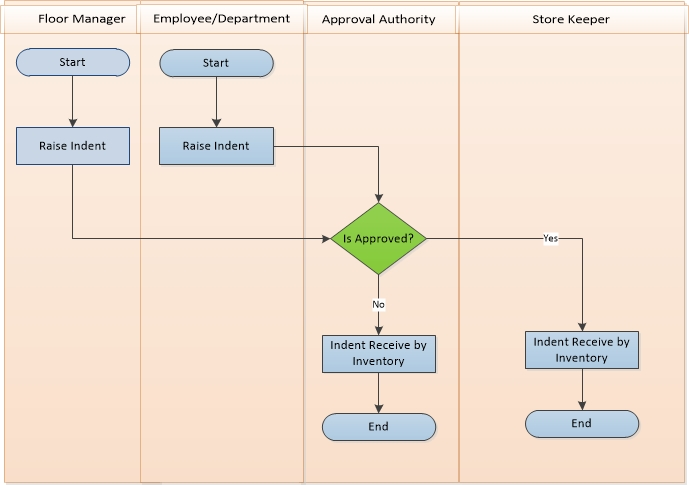 Floor Manager
Employee/Department
Approval Authority
Store Keeper
Start
Start
Raise Indent
Raise Indent
Is Approved?
Yes
No
Indent Receive by
Inventory
Indent Receive by
Inventory
End
End